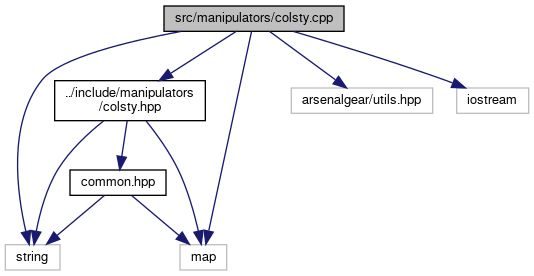 src/manipulators/colsty.cpp
../include/manipulators
/colsty.hpp
arsenalgear/utils.hpp
iostream
common.hpp
string
map